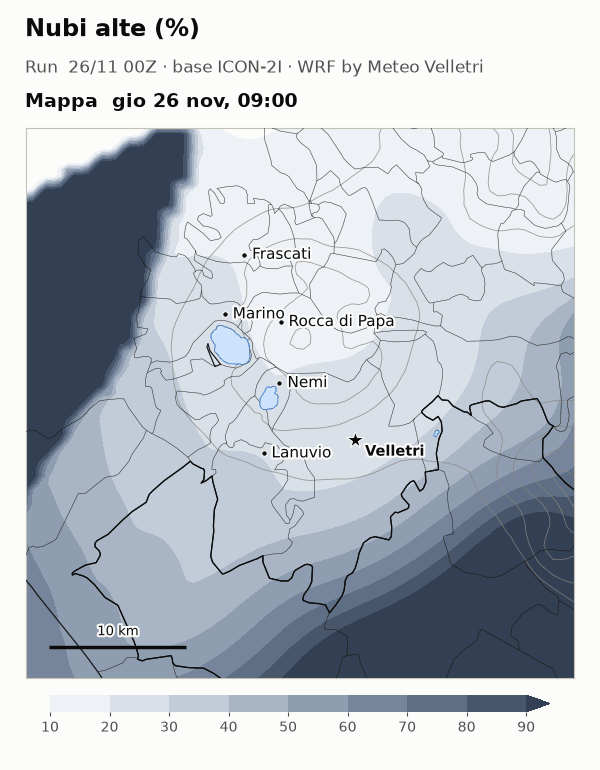 Nubi alte (%)
Run 26/11 00Z · base ICON-2I · WRF by Meteo Velletri
Mappa gio 26 nov, 09:00
Frascati
Marino
Rocca di Papa
Nemi
Velletri
Lanuvio
10 km
10 20 30 40 50 60 70 80 90